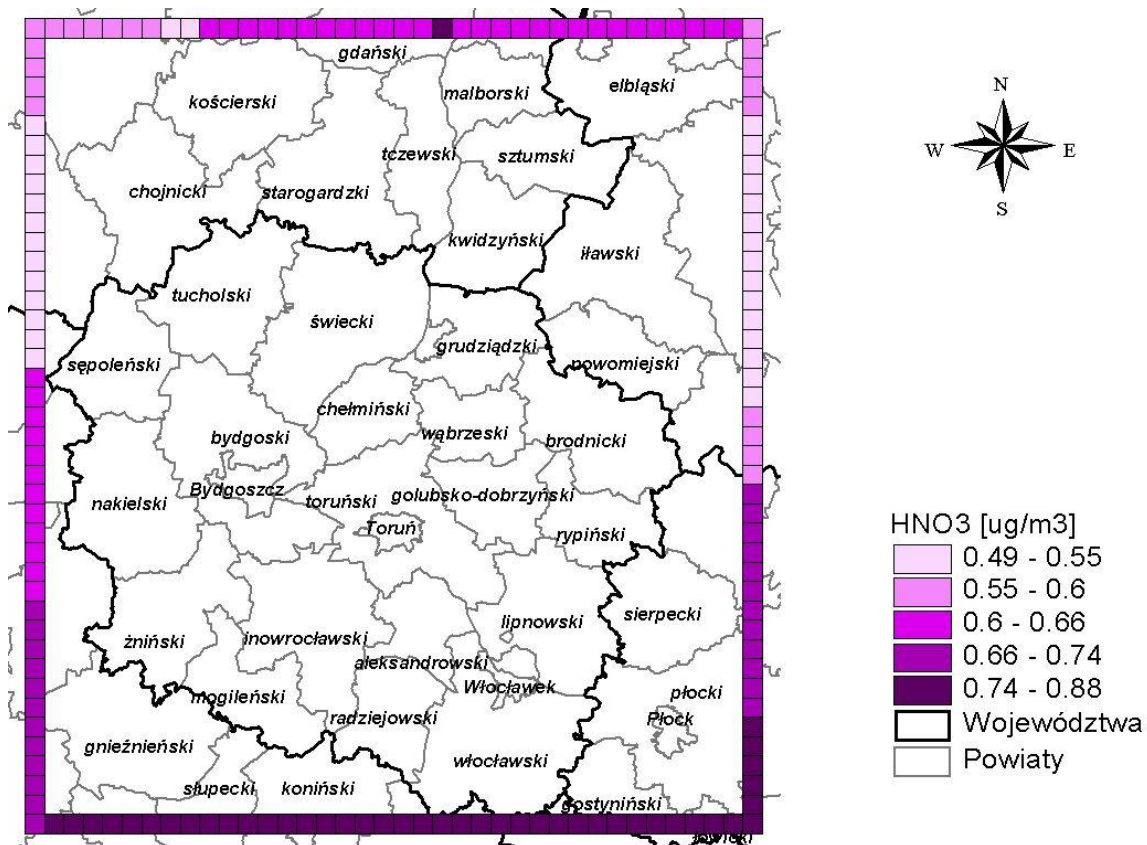 gdański
kościerski
malborski
elbląski
N
tczewski
sztumski
W
E
chojnicki
starogardzki
S
kwidzyński
iławski
tucholski
świecki
grudziądzki
sępoleński
nowomiejski
chełmiński
bydgoski
wąbrzeski
brodnicki
Bydgoszcz
nakielski
toruński
golubsko-dobrzyński
Toruń
rypiński
HNO3 [ug/m3]
0.49 - 0.55
0.55 - 0.6
0.6 - 0.66
0.66 - 0.74
0.74 - 0.88
Województwa
Powiaty
żniński
inowrocławski
lipnowski
sierpecki
aleksandrowski
Włocławek
mogileński
radziejowski
płocki
Płock
gnieźnieński
włocławski
słupecki
koniński
gostyniński